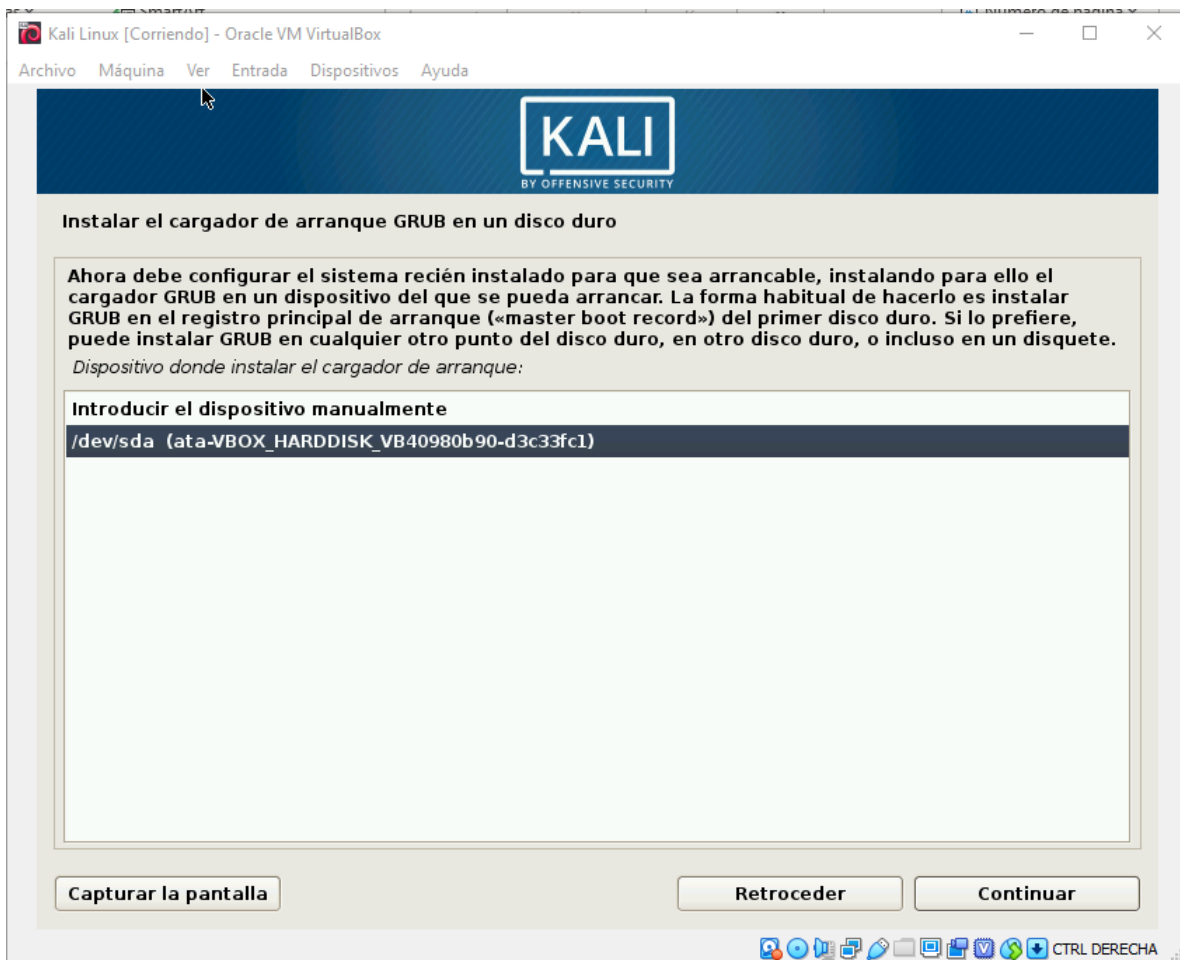 Kali Linux [Corriendo] - Oracle VM VirtualBox
Archivo Máquina Ver Entrada Dispositivos Ayuda
KALI
BY OFFENSIVE SECURITY
Instalar el cargador de arranque GRUB en un disco duro
Ahora debe configurar el sistema recién instalado para que sea arrancable, instalando para ello el
cargador GRUB en un dispositivo del que se pueda arrancar. La forma habitual de hacerlo es instalar
GRUB en el registro principal de arranque («master boot record») del primer disco duro. Si lo prefiere,
puede instalar GRUB en cualquier otro punto del disco duro, en otro disco duro, o incluso en un disquete.
Dispositivo donde instalar el cargador de arranque:
Introducir el dispositivo manualmente
/dev/sda (ata-VBOX_HARDDISK_VB40980b90-d3c33fc1)
Capturar la pantalla Retroceder Continuar
CTRL DERECHA